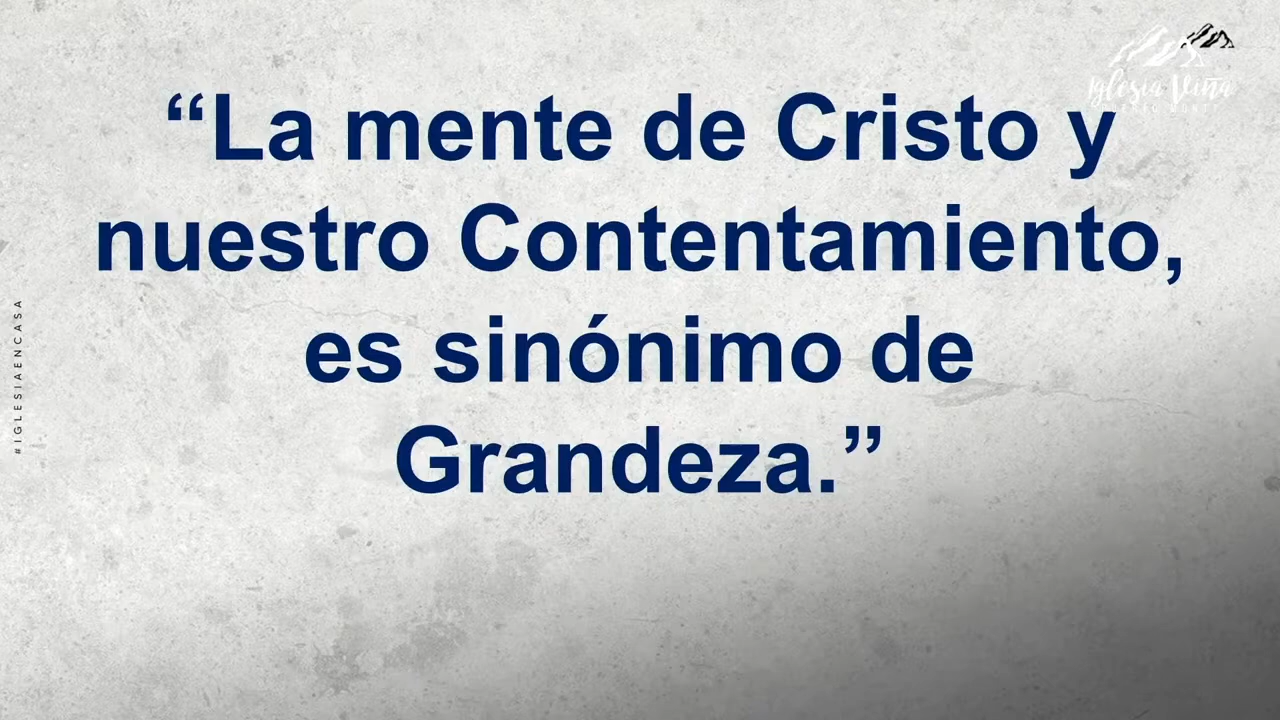 “La mente de Cristo y
nuestro Contentamiento,
es sinónimo de
Grandeza.”
Iglesia Viña
#IGLESIAENCASA